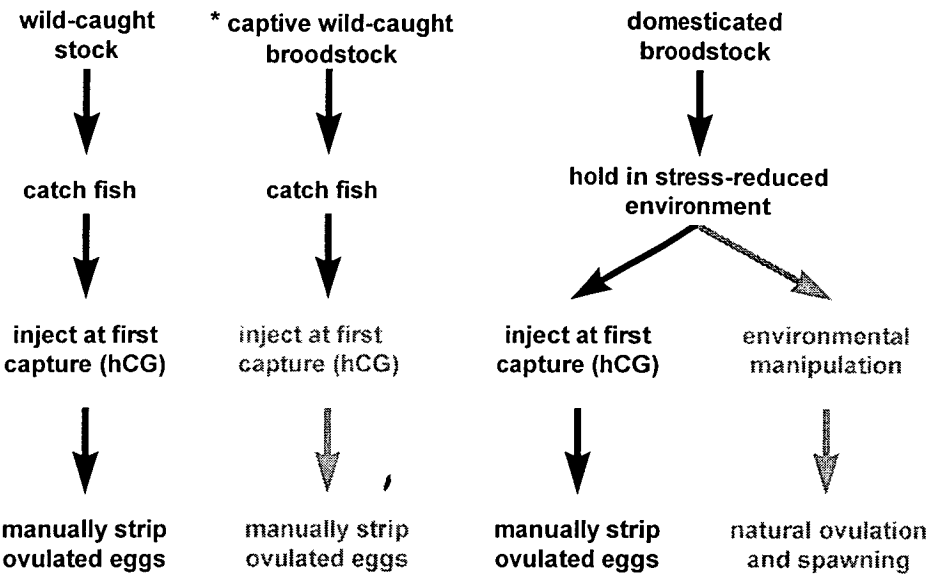 wild-caught
stock
* captive wild-caught
broodstock
domesticated
broodstock
catch fish
catch fish
hold in stress-reduced
environment
inject at first
capture (hCG)
inject at first
capture (hCG)
inject at first
capture (hCG)
environmental
manipulation
manually strip
ovulated eggs
manually strip
ovulated eggs
manually strip
ovulated eggs
natural ovulation
and spawning